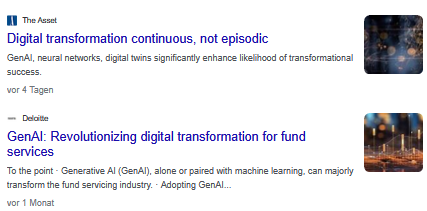 The Asset
Digital transformation continuous, not episodic
GenAI, neural networks, digital twins significantly enhance likelihood of transformational
success.
vor 4 Tagen
Deloitte
GenAI: Revolutionizing digital transformation for fund
services
To the point · Generative AI (GenAI), alone or paired with machine learning, can majorly
transform the fund servicing industry. · Adopting GenAI...
vor 1 Monat